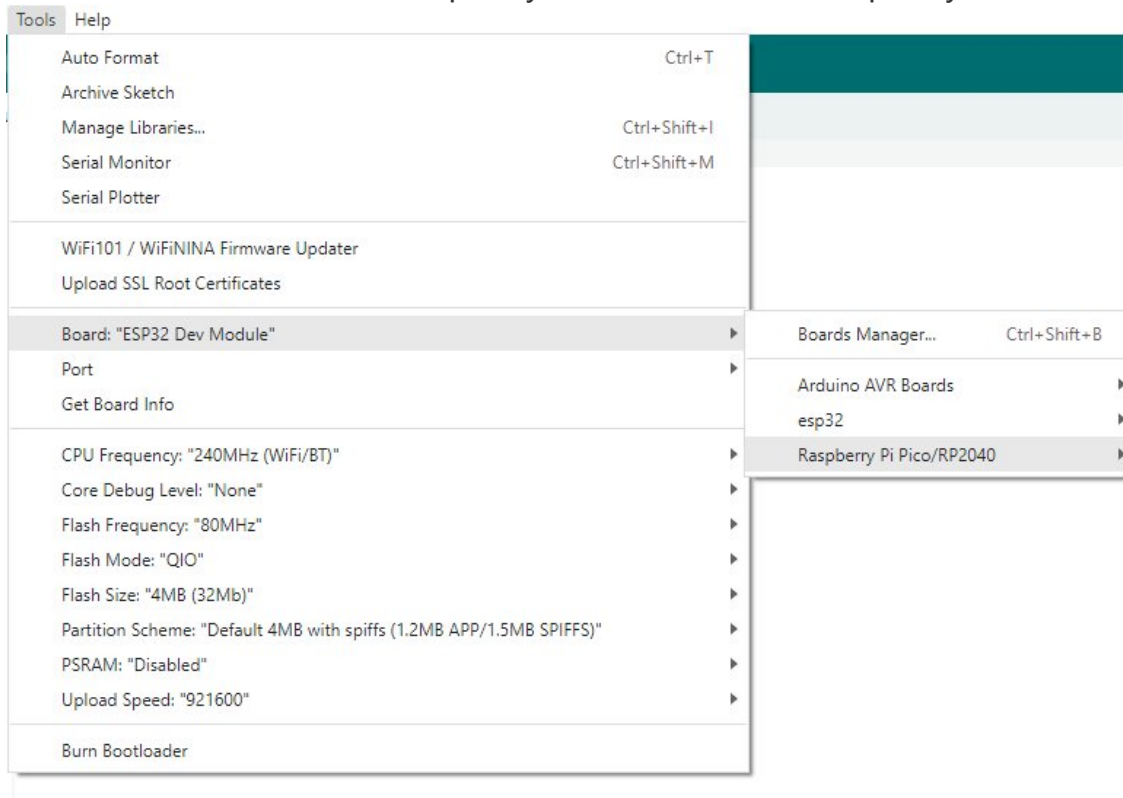 Tools Help
Auto Format Ctrl+T
Archive Sketch
Manage Libraries... Ctrl+Shift+I
Serial Monitor Ctrl+Shift+M
Serial Plotter
WiFi101 / WiFiNINA Firmware Updater
Upload SSL Root Certificates
Board: "ESP32 Dev Module"
Port
Get Board Info
CPU Frequency: "240MHz (WiFi/BT)"
Core Debug Level: "None"
Flash Frequency: "80MHz"
Flash Mode: "QIO"
Flash Size: "4MB (32Mb)"
Partition Scheme: "Default 4MB with spiffs (1.2MB APP/1.5MB SPIFFS)"
PSRAM: "Disabled"
Upload Speed: "921600"
Burn Bootloader
Boards Manager... Ctrl+Shift+B
Arduino AVR Boards
esp32
Raspberry Pi Pico/RP2040